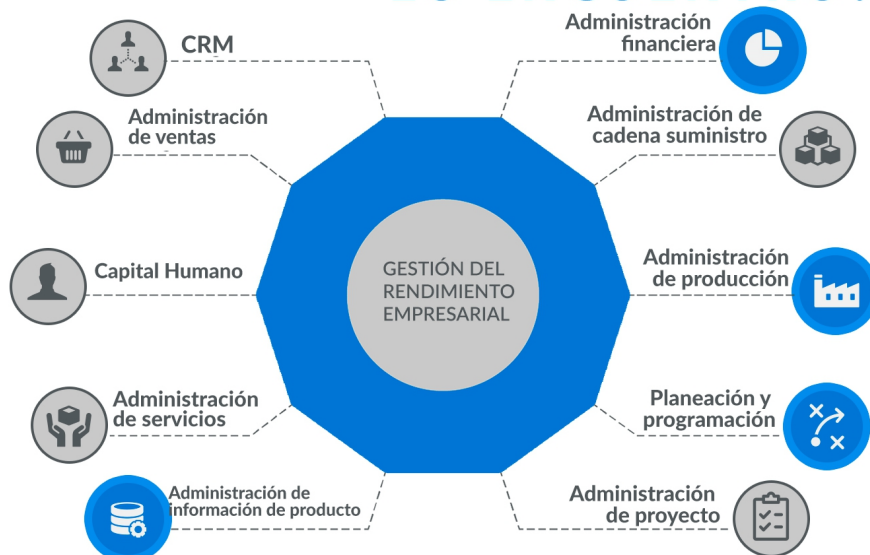 CRM
Administración
de ventas
Capital Humano
Administración
de servicios
Administración de
información de producto
GESTIÓN DEL
RENDIMIENTO
EMPRESARIAL
Administración
financiera
Administración de
cadena suministro
Administración
de producción
Planeación y
programación
Administración
de proyecto